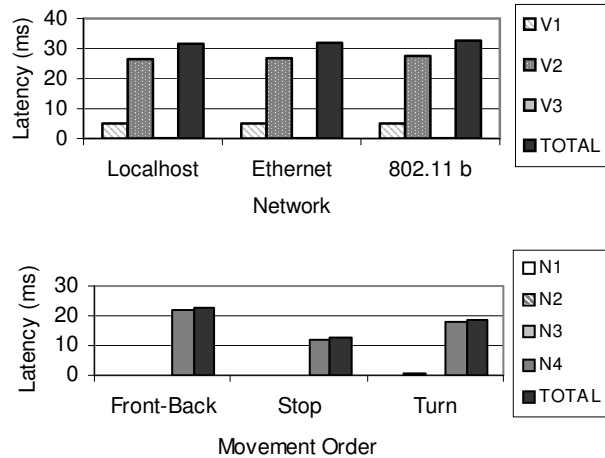 40
30
20
10
0
Latency (ms)
Localhost Ethernet 802.11 b
Network
V1
V2
V3
TOTAL
30
20
10
0
Latency (ms)
Front-Back Stop Turn
Movement Order
N1
N2
N3
N4
TOTAL